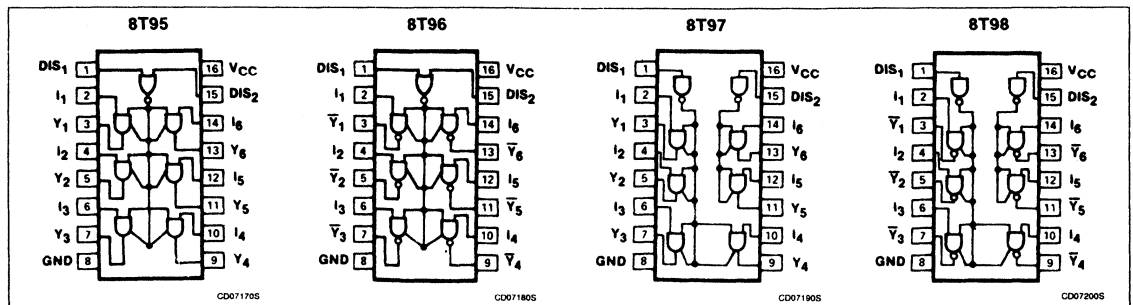 8T95
DIS1 1
I1 2
Y1 3
I2 4
Y2 5
I3 6
Y3 7
GND 8
16 VCC
15 DIS2
14 I6
13 Y6
12 I5
11 Y5
10 I4
9 Y4
CD07170S
8T96
DIS1 1
I1 2
Y̅1 3
I2 4
Y̅2 5
I3 6
Y̅3 7
GND 8
16 VCC
15 DIS2
14 I6
13 Y̅6
12 I5
11 Y̅5
10 I4
9 Y̅4
CD07180S
8T97
DIS1 1
I1 2
Y1 3
I2 4
Y2 5
I3 6
Y3 7
GND 8
16 VCC
15 DIS2
14 I6
13 Y6
12 I5
11 Y5
10 I4
9 Y4
CD07190S
8T98
DIS1 1
I1 2
Y̅1 3
I2 4
Y̅2 5
I3 6
Y̅3 7
GND 8
16 VCC
15 DIS2
14 I6
13 Y̅6
12 I5
11 Y̅5
10 I4
9 Y̅4
CD07200S